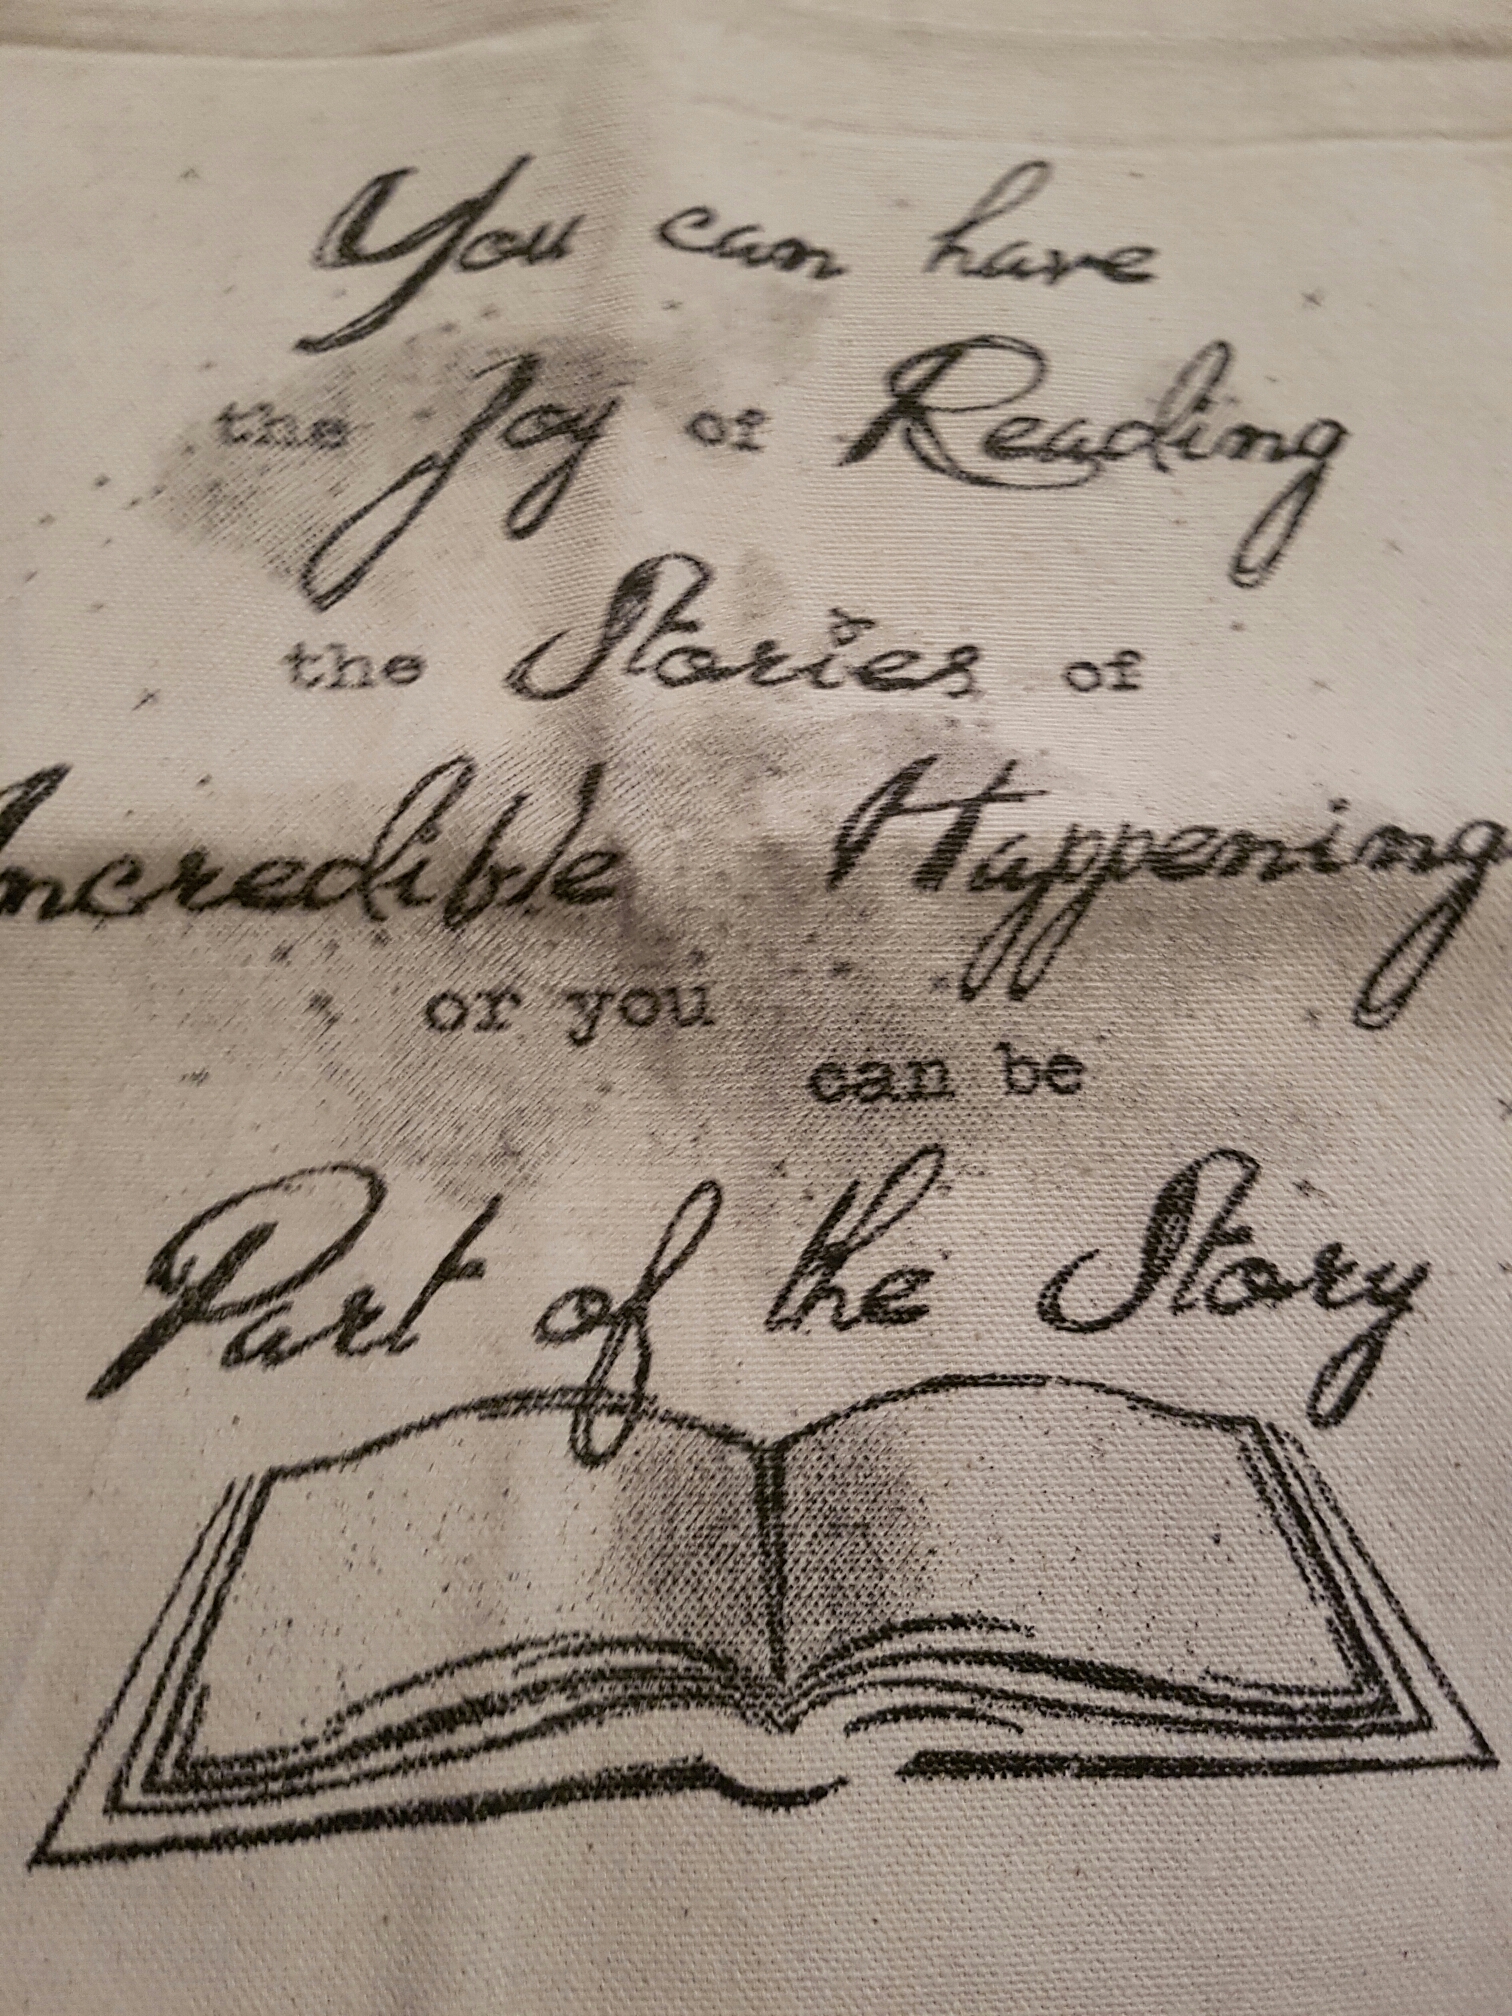 You can have
the Joy of Reading
the Stories of
Incredible Happening
or you
can be
Part of the Story